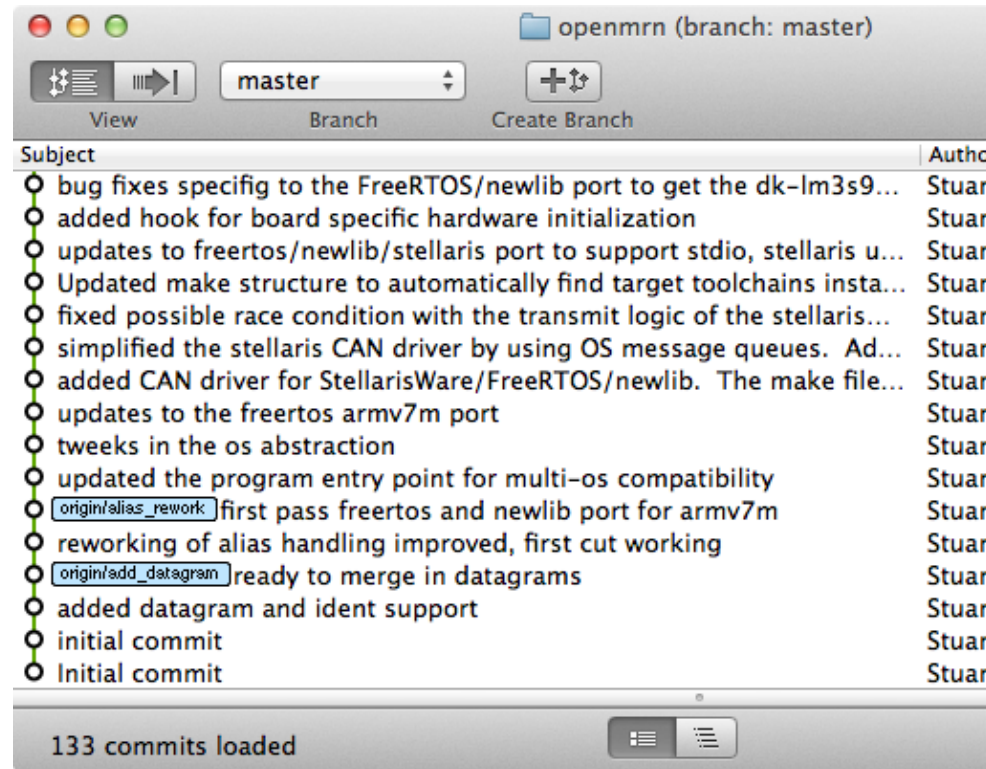 openmrn (branch: master)
master
View Branch Create Branch
Subject Autho
bug fixes specifig to the FreeRTOS/newlib port to get the dk-lm3s9... Stuar
added hook for board specific hardware initialization Stuar
updates to freertos/newlib/stellaris port to support stdio, stellaris u... Stuar
Updated make structure to automatically find target toolchains insta... Stuar
fixed possible race condition with the transmit logic of the stellaris... Stuar
simplified the stellaris CAN driver by using OS message queues. Ad... Stuar
added CAN driver for StellarisWare/FreeRTOS/newlib. The make file... Stuar
updates to the freertos armv7m port Stuar
tweeks in the os abstraction Stuar
updated the program entry point for multi-os compatibility Stuar
origin/alias_rework first pass freertos and newlib port for armv7m Stuar
reworking of alias handling improved, first cut working Stuar
origin/add_datagram ready to merge in datagrams Stuar
added datagram and ident support Stuar
initial commit Stuar
Initial commit Stuar
133 commits loaded